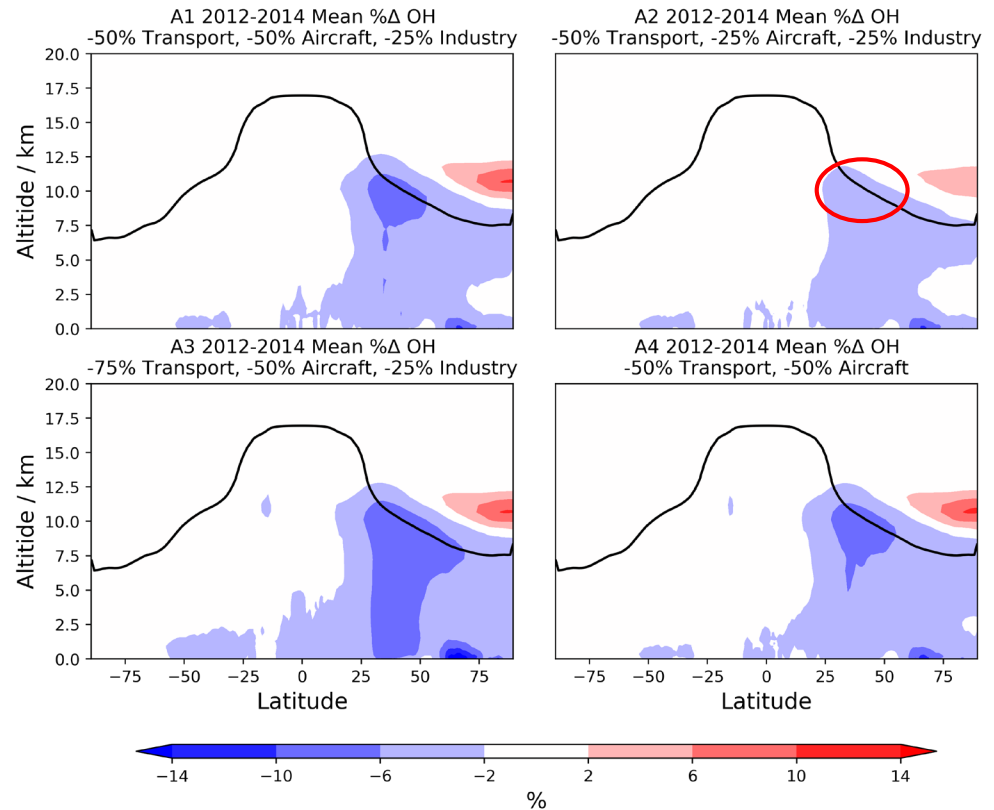 A1 2012-2014 Mean %Δ OH
-50% Transport, -50% Aircraft, -25% Industry
A2 2012-2014 Mean %Δ OH
-50% Transport, -25% Aircraft, -25% Industry
20.0
17.5
15.0
12.5
10.0
7.5
5.0
2.5
0.0
Altitide / km
A3 2012-2014 Mean %Δ OH
-75% Transport, -50% Aircraft, -25% Industry
A4 2012-2014 Mean %Δ OH
-50% Transport, -50% Aircraft
20.0
17.5
15.0
12.5
10.0
7.5
5.0
2.5
0.0
Altitide / km
−75 −50 −25 0 25 50 75
Latitude
−75 −50 −25 0 25 50 75
Latitude
−14 −10 −6 −2 2 6 10 14
%